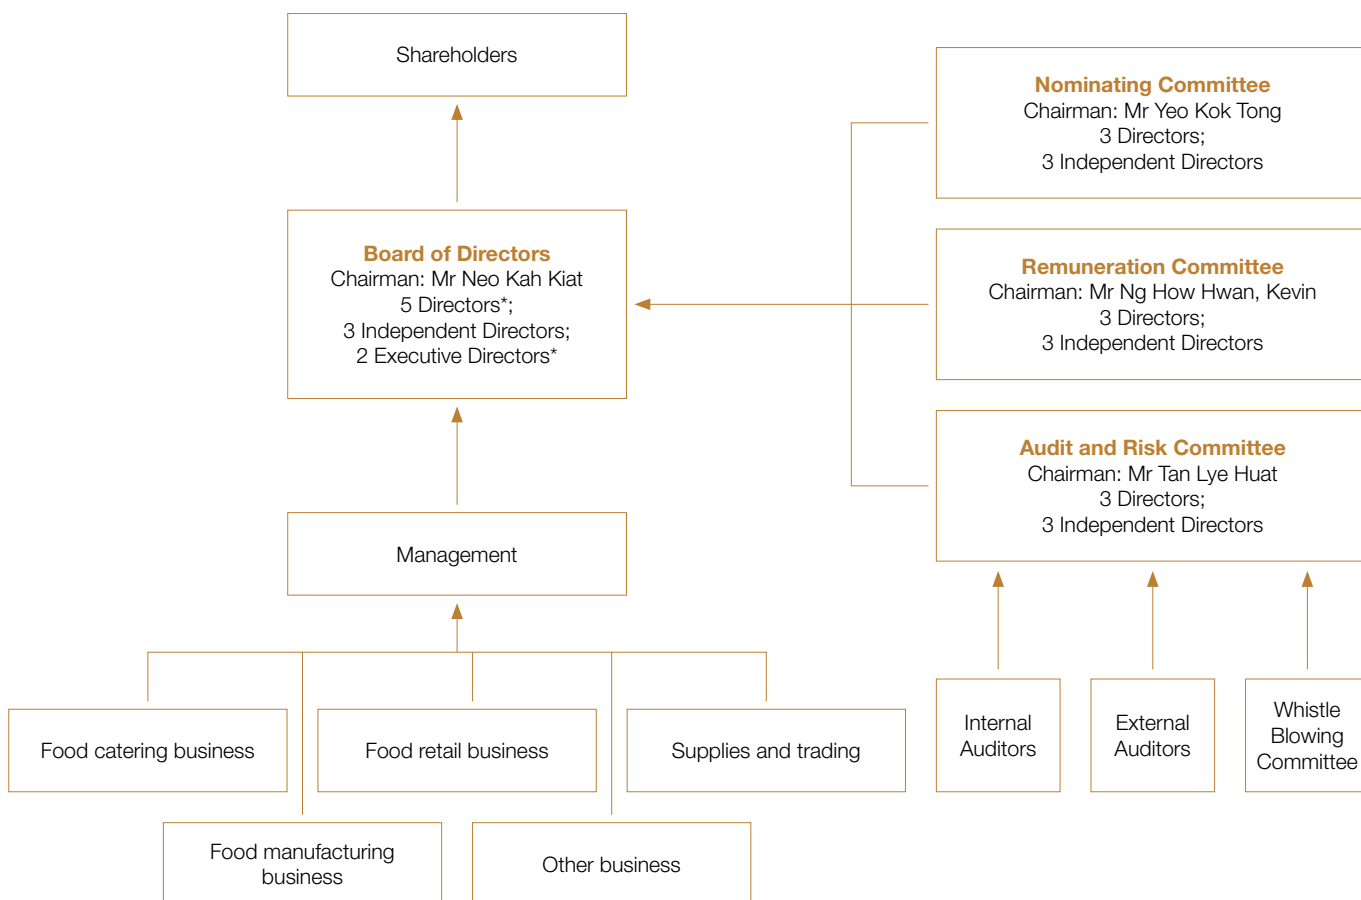 Shareholders
Board of Directors
Chairman: Mr Neo Kah Kiat
5 Directors*;
3 Independent Directors;
2 Executive Directors*
Management
Food catering business
Food retail business
Supplies and trading
Food manufacturing
business
Other business
Nominating Committee
Chairman: Mr Yeo Kok Tong
3 Directors;
3 Independent Directors
Remuneration Committee
Chairman: Mr Ng How Hwan, Kevin
3 Directors;
3 Independent Directors
Audit and Risk Committee
Chairman: Mr Tan Lye Huat
3 Directors;
3 Independent Directors
Internal
Auditors
External
Auditors
Whistle
Blowing
Committee